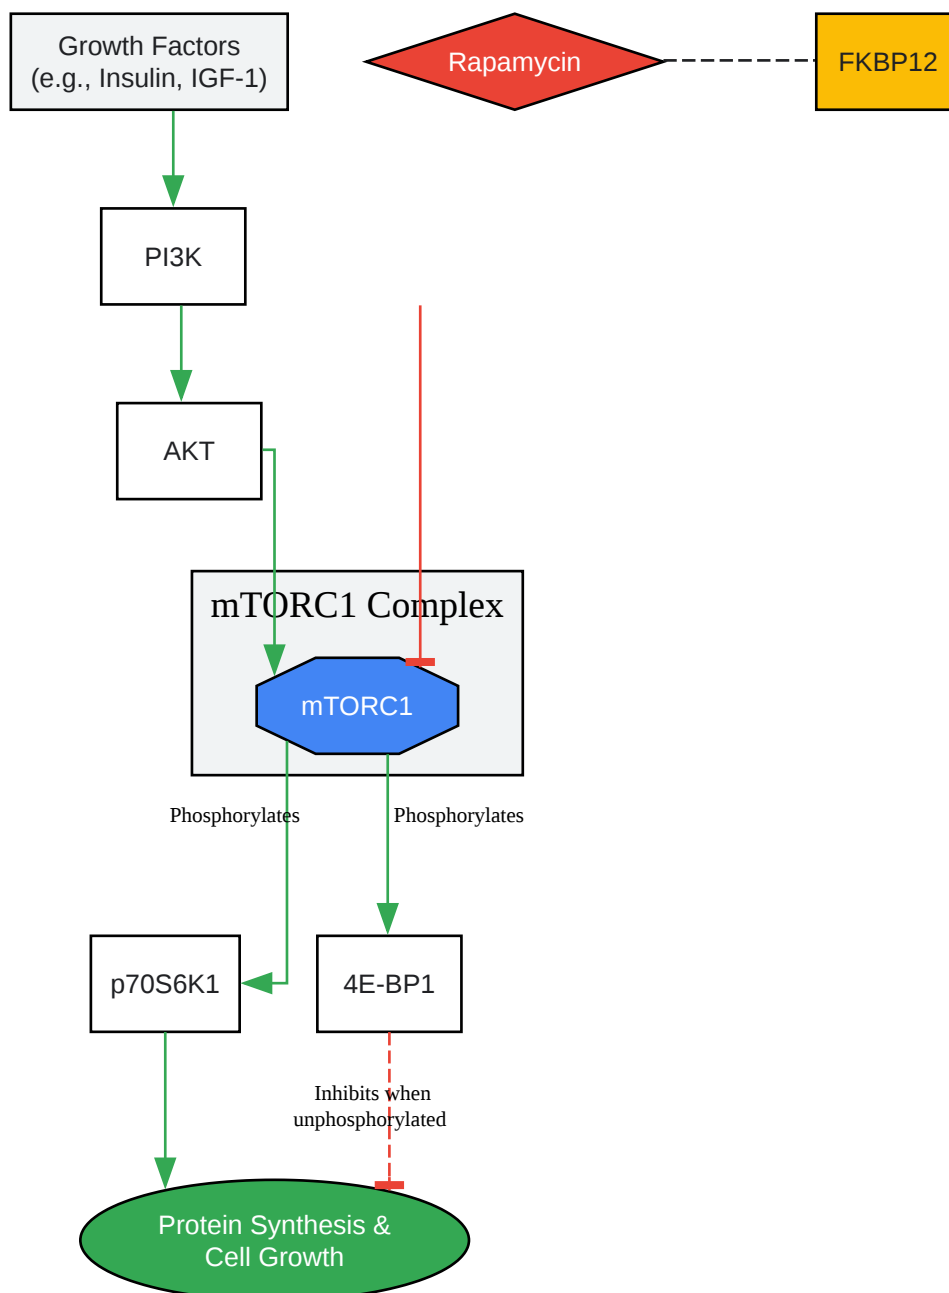 Growth Factors
(e.g., Insulin, IGF-1)
Rapamycin
FKBP12
PI3K
AKT
mTORC1 Complex
mTORC1
Phosphorylates
Phosphorylates
p70S6K1
4E-BP1
Inhibits when
unphosphorylated
Protein Synthesis &
Cell Growth